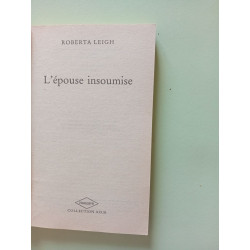 ROBERTA LEIGH
L'épouse insoumise
COLLECTION AZUR